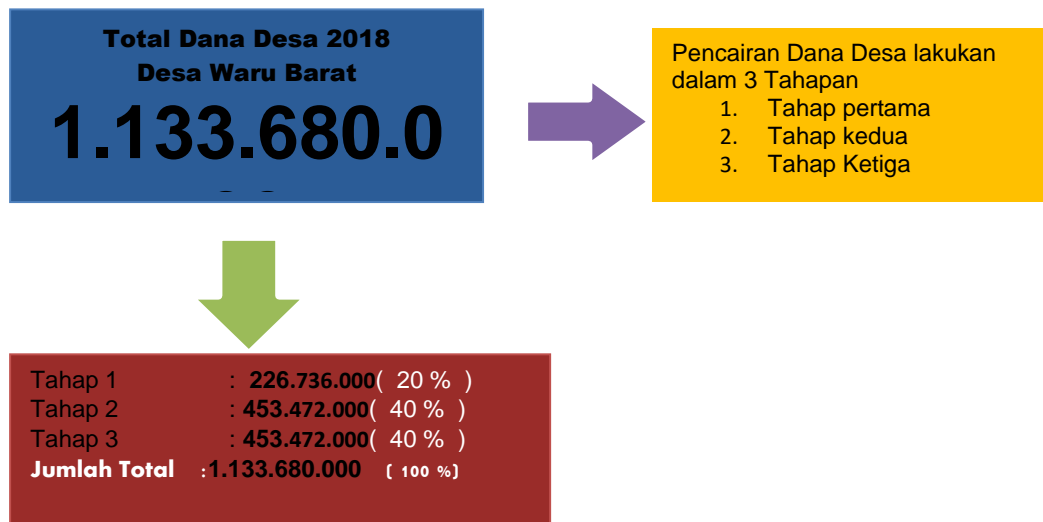 Total Dana Desa 2018
Desa Waru Barat
1.133.680.0
Pencairan Dana Desa lakukan
dalam 3 Tahapan
1. Tahap pertama
2. Tahap kedua
3. Tahap Ketiga
Tahap 1 : 226.736.000( 20 % )
Tahap 2 : 453.472.000( 40 % )
Tahap 3 : 453.472.000( 40 % )
Jumlah Total :1.133.680.000 ( 100 %)